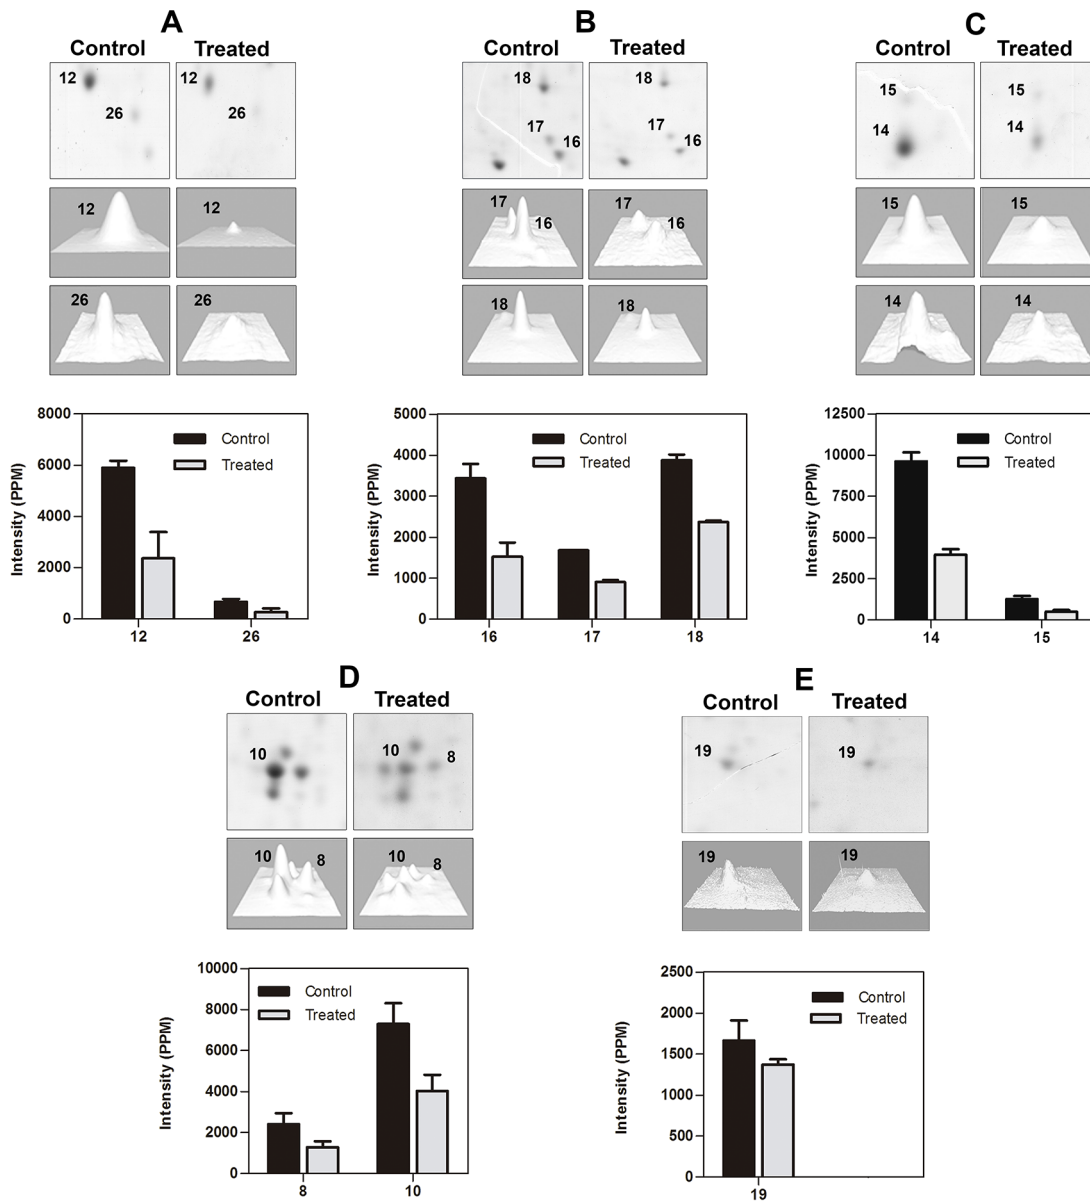 A
Control Treated
12 12
26 26
12 12
26 26
8000
6000
4000
2000
0
Intensity (PPM)
Control
Treated
12 26
B
Control Treated
18 18
17 16 17 16
17 16 17 16
18 18
5000
4000
3000
2000
1000
0
Intensity (PPM)
Control
Treated
16 17 18
C
Control Treated
15 15
14 14
15 15
14 14
12500
10000
7500
5000
2500
0
Intensity (PPM)
Control
Treated
14 15
D
Control Treated
10 10 8
10 8 10 8
10000
8000
6000
4000
2000
0
Intensity (PPM)
Control
Treated
8 10
E
Control Treated
19 19
19 19
2500
2000
1500
1000
500
0
Intensity (PPM)
Control
Treated
19